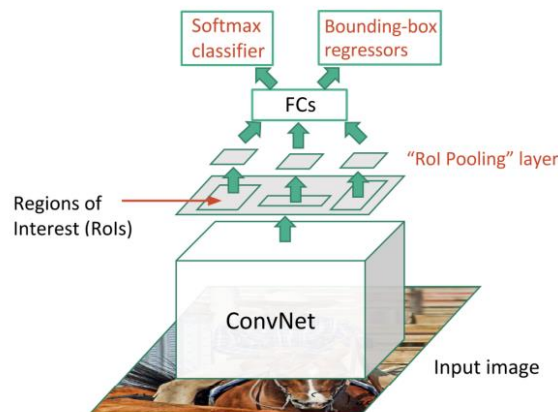 Softmax
classifier
Bounding-box
regressors
FCs
“RoI Pooling” layer
Regions of
Interest (RoIs)
ConvNet
Input image